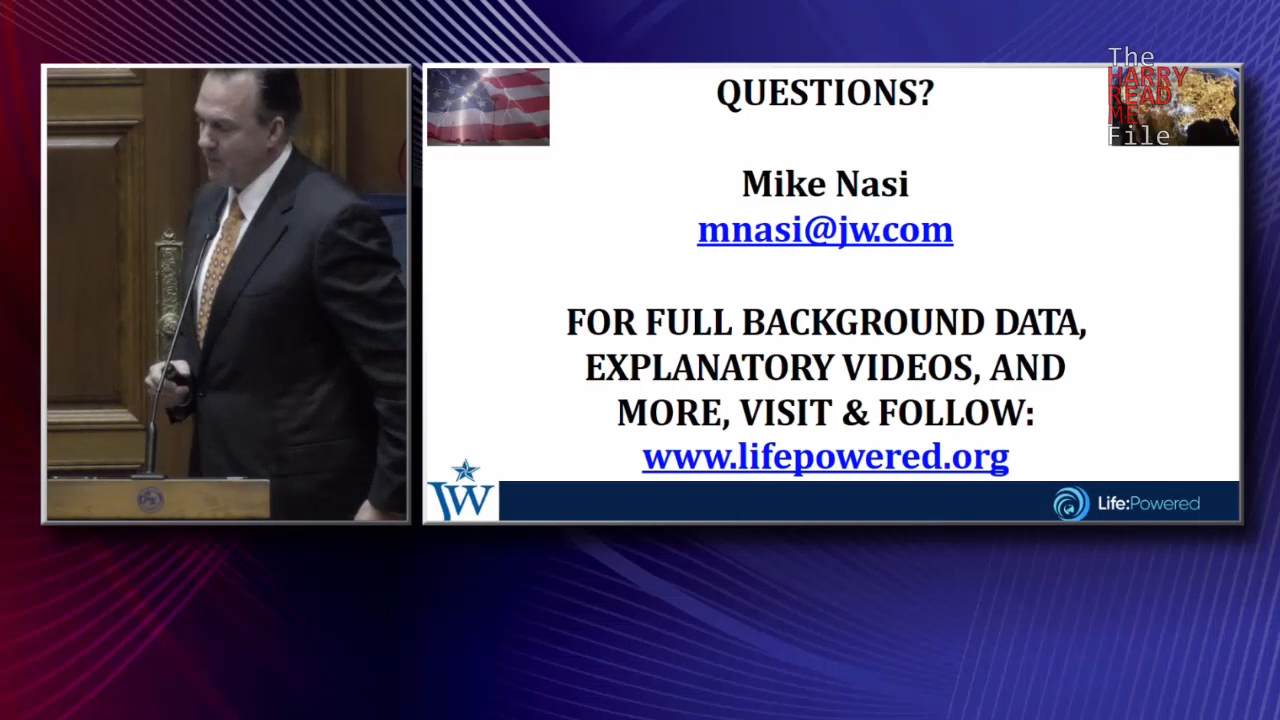 The
HARRY
READ
ME
File
QUESTIONS?
Mike Nasi
mnasi@jw.com
FOR FULL BACKGROUND DATA,
EXPLANATORY VIDEOS, AND
MORE, VISIT & FOLLOW:
www.lifepowered.org
JW
Life:Powered